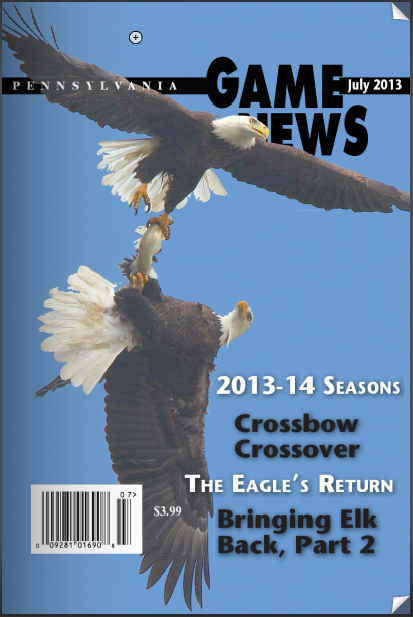 PENNSYLVANIA
GAME
NEWS
July 2013
2013-14 SEASONS
Crossbow
Crossover
THE EAGLE'S RETURN
Bringing Elk
Back, Part 2
$3.99
07>
0 09281 01690 8